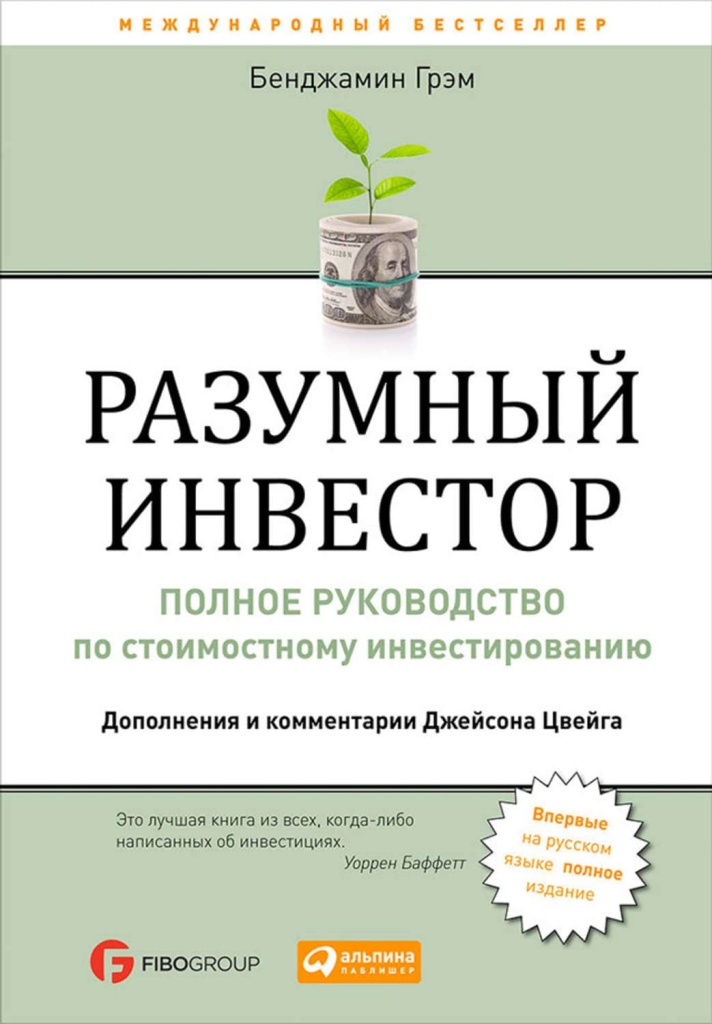 МЕЖДУНАРОДНЫЙ БЕСТСЕЛЛЕР
Бенджамин Грэм
РАЗУМНЫЙ
ИНВЕСТОР
ПОЛНОЕ РУКОВОДСТВО
по стоимостному инвестированию
Дополнения и комментарии Джейсона Цвейга
Это лучшая книга из всех, когда-либо
написанных об инвестициях.
Уоррен Баффетт
Впервые
на русском
языке полное
издание
FIBOGROUP
альпина
ПАБЛИШЕР